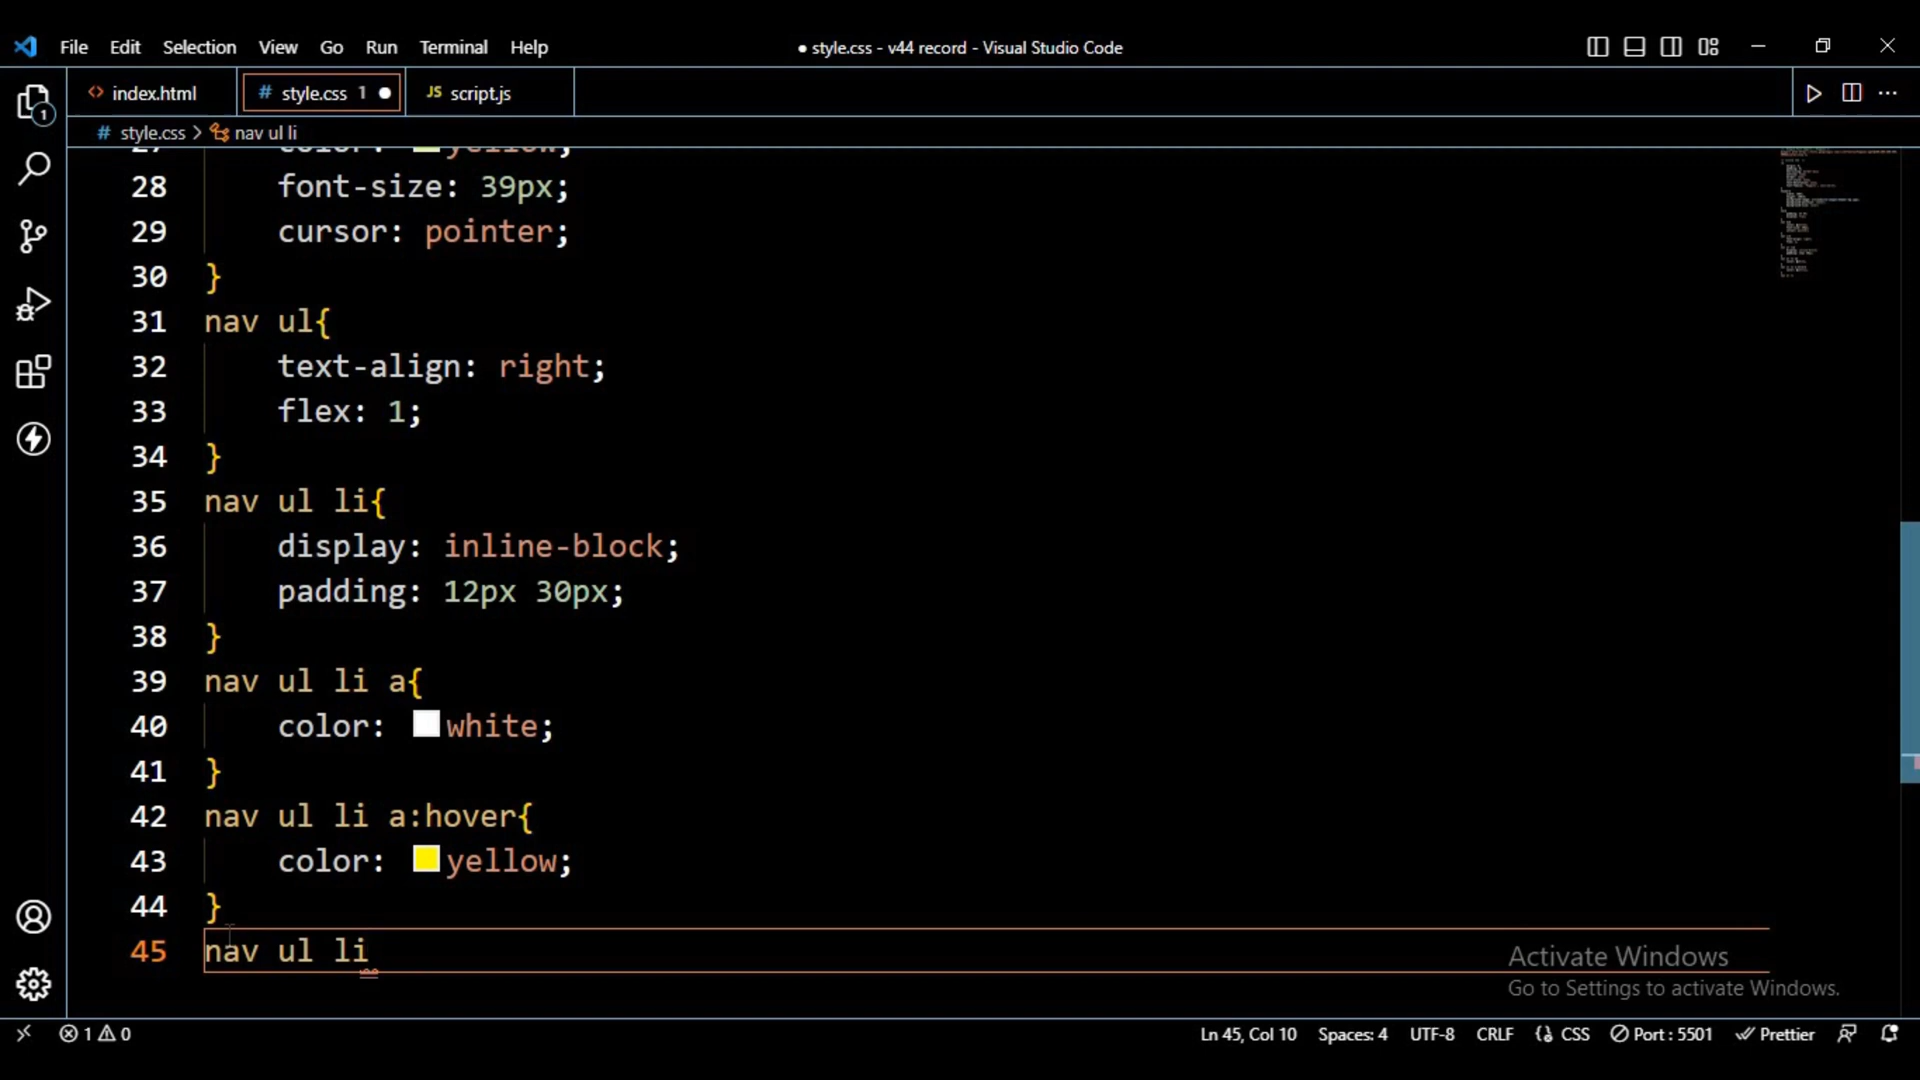 File Edit Selection View Go Run Terminal Help ● style.css - v44 record - Visual Studio Code
<> index.html # style.css 1 ● JS script.js
# style.css > nav ul li
27 color: yellow;
28 font-size: 39px;
29 cursor: pointer;
30 }
31 nav ul{
32 text-align: right;
33 flex: 1;
34 }
35 nav ul li{
36 display: inline-block;
37 padding: 12px 30px;
38 }
39 nav ul li a{
40 color: white;
41 }
42 nav ul li a:hover{
43 color: yellow;
44 }
45 nav ul li
Activate Windows
Go to Settings to activate Windows.
1 0 Ln 45, Col 10 Spaces: 4 UTF-8 CRLF CSS Port : 5501 Prettier
1